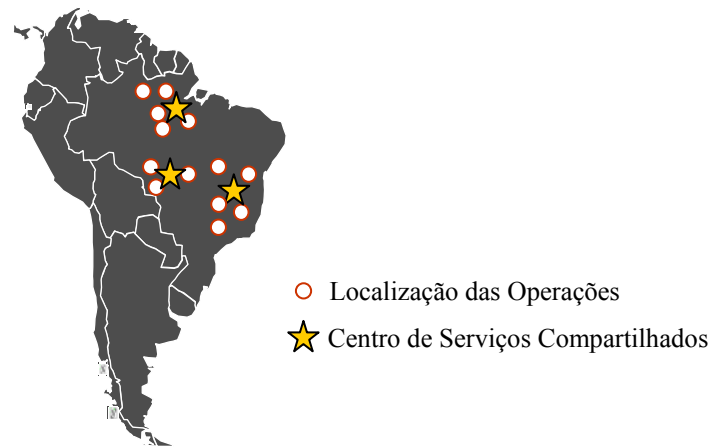 Localização das Operações
Centro de Serviços Compartilhados